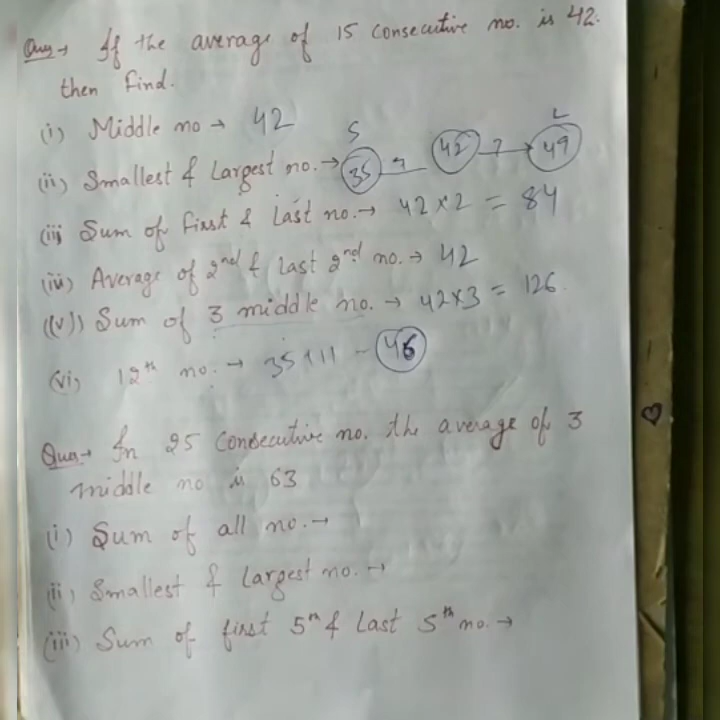 Ques → If the average of 15 consecutive no. is 42.
then find.
(i) Middle no → 42
(ii) Smallest & Largest no. → S 35 7 42 7 → L 49
(iii) Sum of first & Last no. → 42×2 = 84
(iv) Average of 2nd & last 2nd no. → 42
(v) Sum of 3 middle no. → 42×3 = 126
(vi) 12th no. → 35+11 - 46
Ques → In 25 Consecutive no. the average of 3
middle no is 63
(i) Sum of all no. →
(ii) Smallest & Largest no. →
(iii) Sum of first 5th & Last 5th no. →